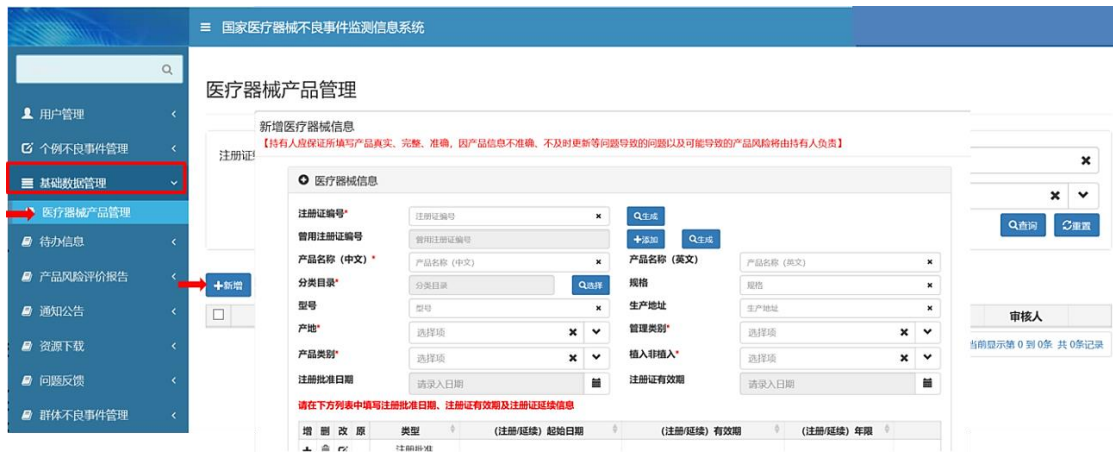 国家医疗器械不良事件监测信息系统
用户管理
个例不良事件管理
基础数据管理
医疗器械产品管理
待办信息
产品风险评价报告
通知公告
资源下载
问题反馈
群体不良事件管理
医疗器械产品管理
注册证
查询 重置
+新增
审核人
当前显示第 0 到 0条 共 0条记录
新增医疗器械信息
【持有人应保证所填写产品真实、完整、准确，因产品信息不准确、不及时更新等问题导致的问题以及可能导致的产品风险将由持有人负责】
医疗器械信息
注册证编号* 注册证编号 生成
曾用注册证编号 曾用注册证编号 +添加 生成
产品名称（中文）* 产品名称（中文） 产品名称（英文） 产品名称（英文）
分类目录* 分类目录 选择 规格 规格
型号 型号 生产地址 生产地址
产地* 选择项 管理类别* 选择项
产品类别* 选择项 植入非植入* 选择项
注册批准日期 请录入日期 注册证有效期 请录入日期
请在下方列表中填写注册批准日期、注册证有效期及注册证延续信息
增 删 改 原 类型 （注册/延续）起始日期 （注册/延续）有效期 （注册/延续）年限
注册批准